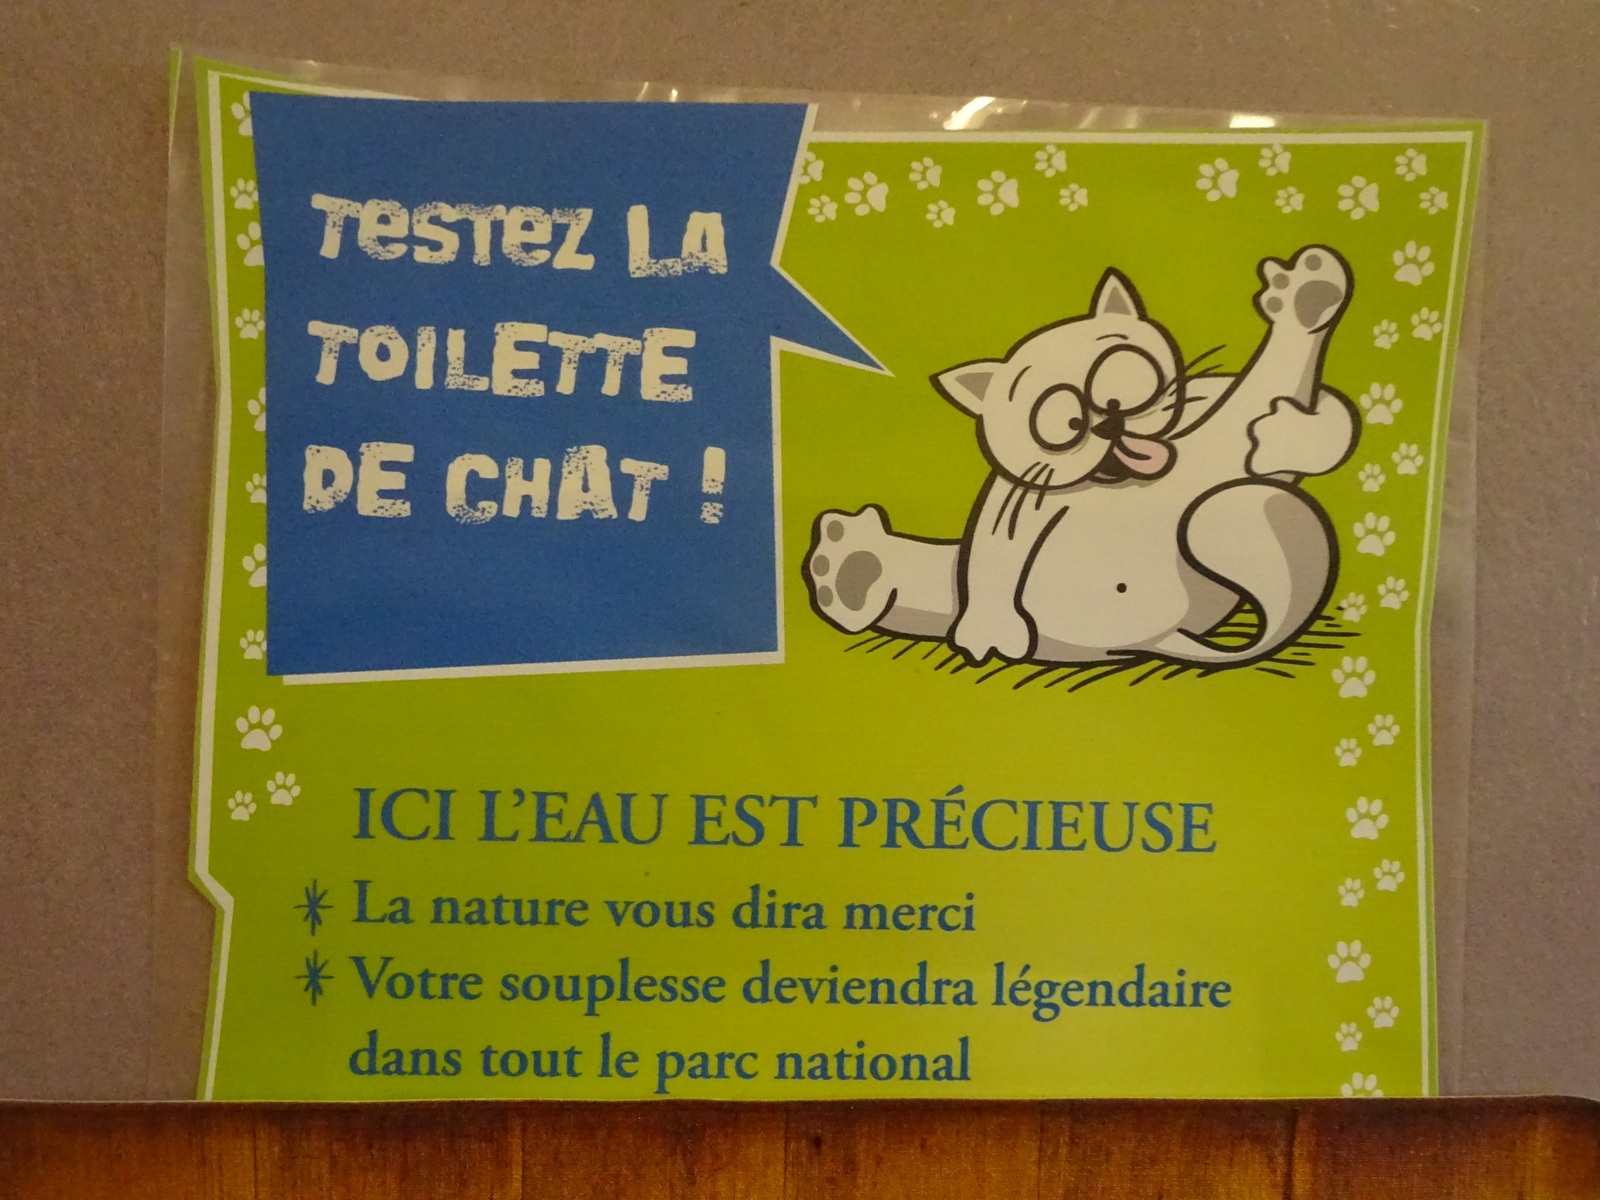 TESTEZ LA
TOILETTE
DE CHAT !
ICI L'EAU EST PRÉCIEUSE
* La nature vous dira merci
* Votre souplesse deviendra légendaire
dans tout le parc national